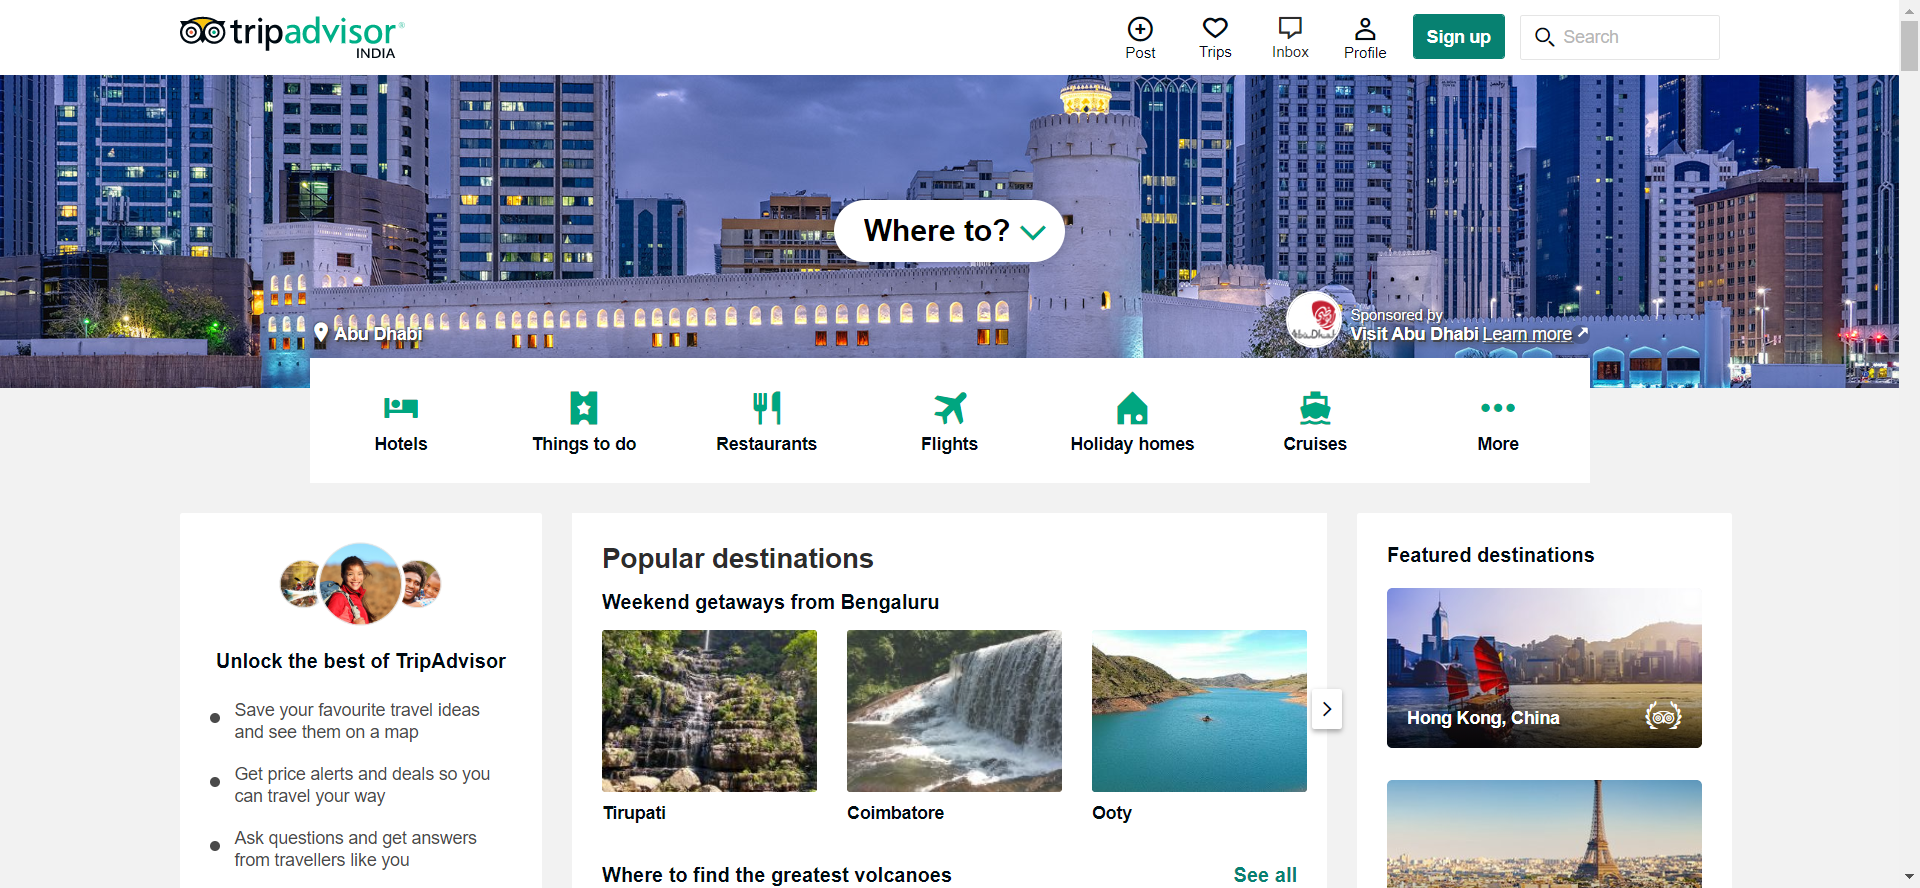 tripadvisor®
INDIA
Post
Trips
Inbox
Profile
Sign up
Search
Where to?
Abu Dhabi
Sponsored by
Visit Abu Dhabi Learn more
Hotels
Things to do
Restaurants
Flights
Holiday homes
Cruises
More
Unlock the best of TripAdvisor
Save your favourite travel ideas
and see them on a map
Get price alerts and deals so you
can travel your way
Ask questions and get answers
from travellers like you
Popular destinations
Weekend getaways from Bengaluru
Tirupati
Coimbatore
Ooty
Where to find the greatest volcanoes
See all
Featured destinations
Hong Kong, China